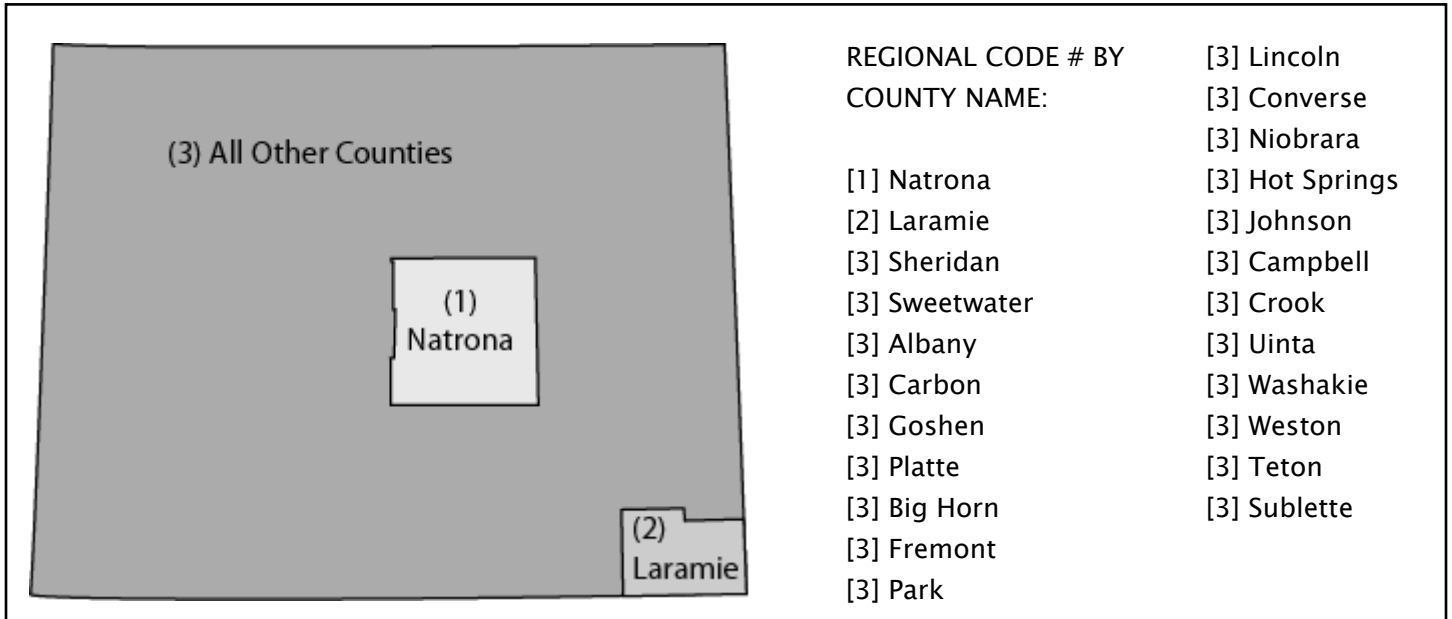 (3) All Other Counties
(1)
Natrona
(2)
Laramie
REGIONAL CODE # BY
COUNTY NAME:
[1] Natrona
[2] Laramie
[3] Sheridan
[3] Sweetwater
[3] Albany
[3] Carbon
[3] Goshen
[3] Platte
[3] Big Horn
[3] Fremont
[3] Park
[3] Lincoln
[3] Converse
[3] Niobrara
[3] Hot Springs
[3] Johnson
[3] Campbell
[3] Crook
[3] Uinta
[3] Washakie
[3] Weston
[3] Teton
[3] Sublette